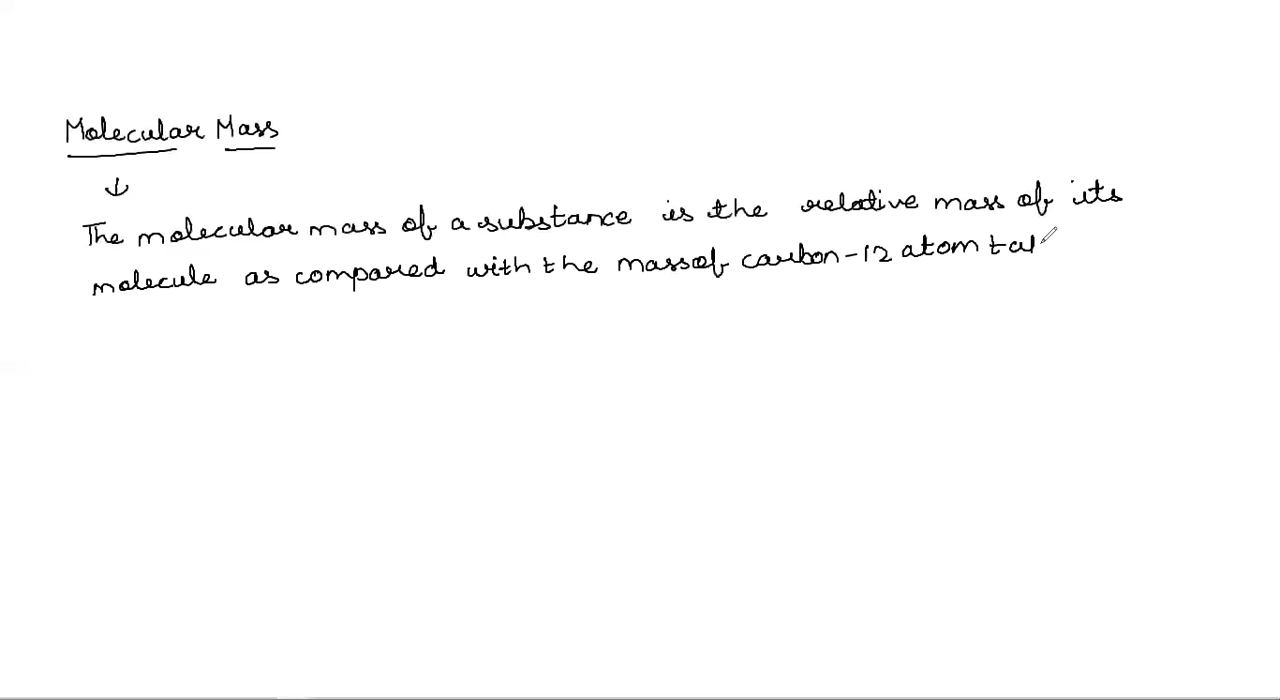 Molecular Mass
The molecular mass of a substance is the relative mass of its
molecule as compared with the mass of carbon-12 atom